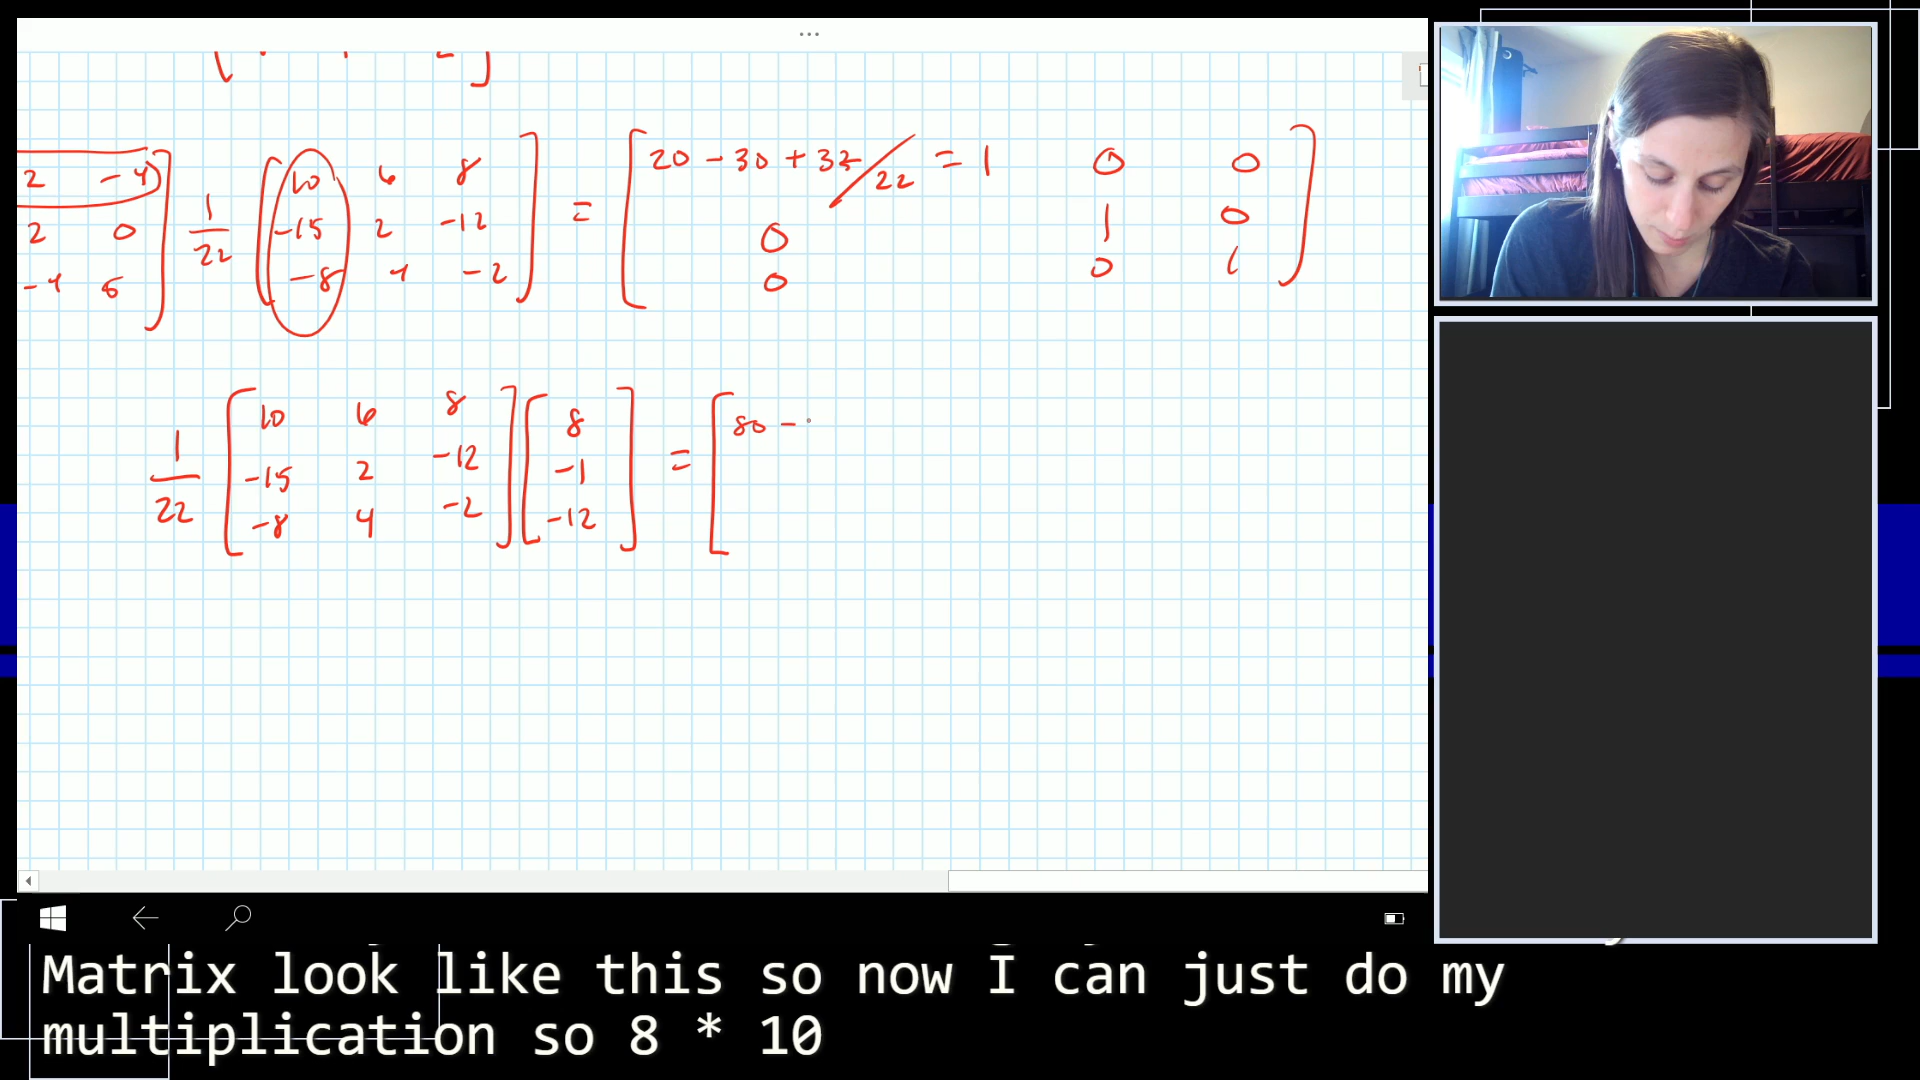 2 -4 1/22 [10 6 8 = [20 - 30 + 32/22 = 1 0 0
2 0 -15 2 -12 0 1 0
-4 6 -8 4 -2] 0 0 1]
1/22 [10 6 8 [8 = [80 -
-15 2 -12 -1
-8 4 -2] -12]
Matrix look like this so now I can just do my
multiplication so 8 * 10